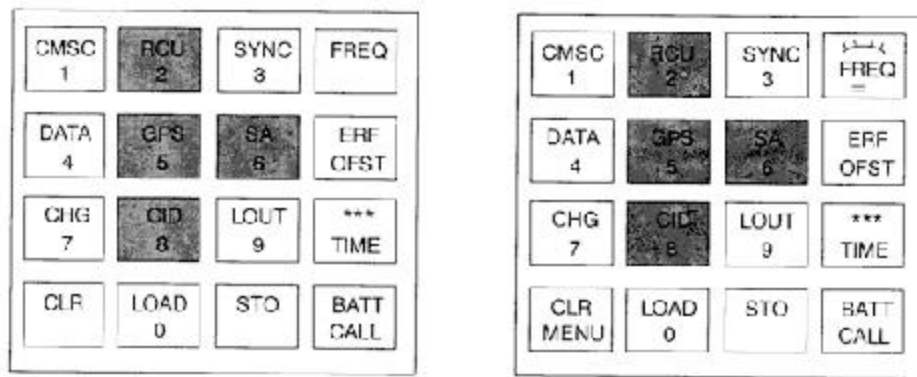 CMSC RCU SYNC FREQ
1 2 3
DATA GPS SA ERF
4 5 6 OFST
CHG CID LOUT ***
7 8 9 TIME
CLR LOAD STO BATT
0 CALL
CMSC RCU SYNC FREQ
1 2 3
DATA GPS SA ERF
4 5 6 OFST
CHG CID LOUT ***
7 8 9 TIME
CLR LOAD STO BATT
MENU 0 CALL